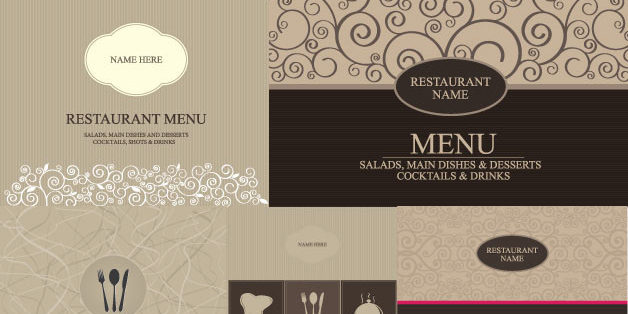 NAME HERE
RESTAURANT MENU
SALADS, MAIN DISHES AND DESSERTS
COCKTAILS, SHOTS & DRINKS
RESTAURANT
NAME
MENU
SALADS, MAIN DISHES & DESSERTS
COCKTAILS & DRINKS
NAME HERE
RESTAURANT
NAME